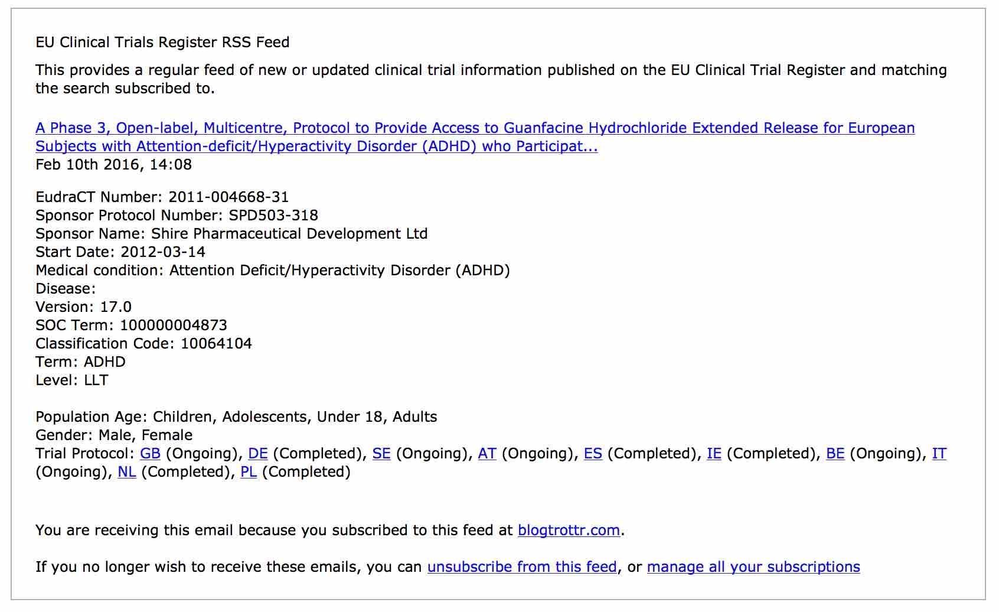 EU Clinical Trials Register RSS Feed
This provides a regular feed of new or updated clinical trial information published on the EU Clinical Trial Register and matching
the search subscribed to.
A Phase 3, Open-label, Multicentre, Protocol to Provide Access to Guanfacine Hydrochloride Extended Release for European
Subjects with Attention-deficit/Hyperactivity Disorder (ADHD) who Participat...
Feb 10th 2016, 14:08
EudraCT Number: 2011-004668-31
Sponsor Protocol Number: SPD503-318
Sponsor Name: Shire Pharmaceutical Development Ltd
Start Date: 2012-03-14
Medical condition: Attention Deficit/Hyperactivity Disorder (ADHD)
Disease:
Version: 17.0
SOC Term: 100000004873
Classification Code: 10064104
Term: ADHD
Level: LLT
Population Age: Children, Adolescents, Under 18, Adults
Gender: Male, Female
Trial Protocol: GB (Ongoing), DE (Completed), SE (Ongoing), AT (Ongoing), ES (Completed), IE (Completed), BE (Ongoing), IT
(Ongoing), NL (Completed), PL (Completed)
You are receiving this email because you subscribed to this feed at blogtrottr.com.
If you no longer wish to receive these emails, you can unsubscribe from this feed, or manage all your subscriptions